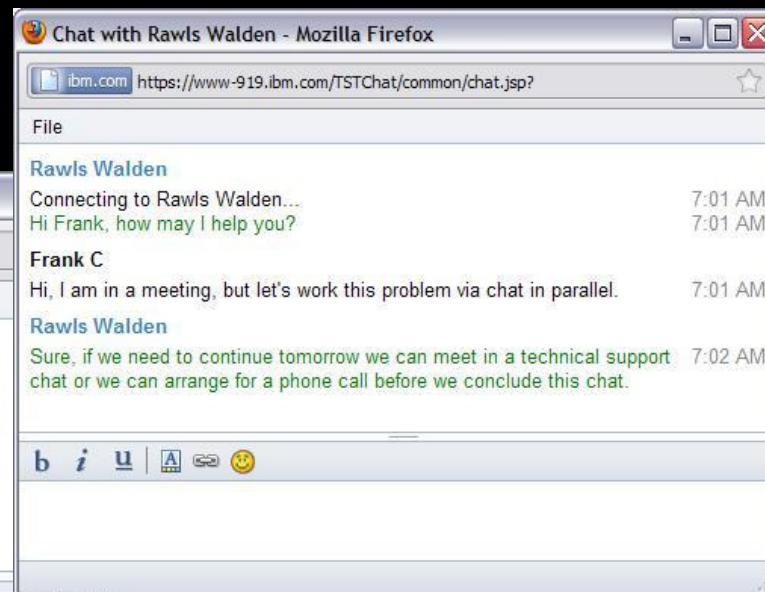 Chat with Rawls Walden - Mozilla Firefox
ibm.com https://www-919.ibm.com/TSTChat/common/chat.jsp?
File
Rawls Walden
Connecting to Rawls Walden... 7:01 AM
Hi Frank, how may I help you? 7:01 AM
Frank C
Hi, I am in a meeting, but let's work this problem via chat in parallel. 7:01 AM
Rawls Walden
Sure, if we need to continue tomorrow we can meet in a technical support 7:02 AM
chat or we can arrange for a phone call before we conclude this chat.
b i u A